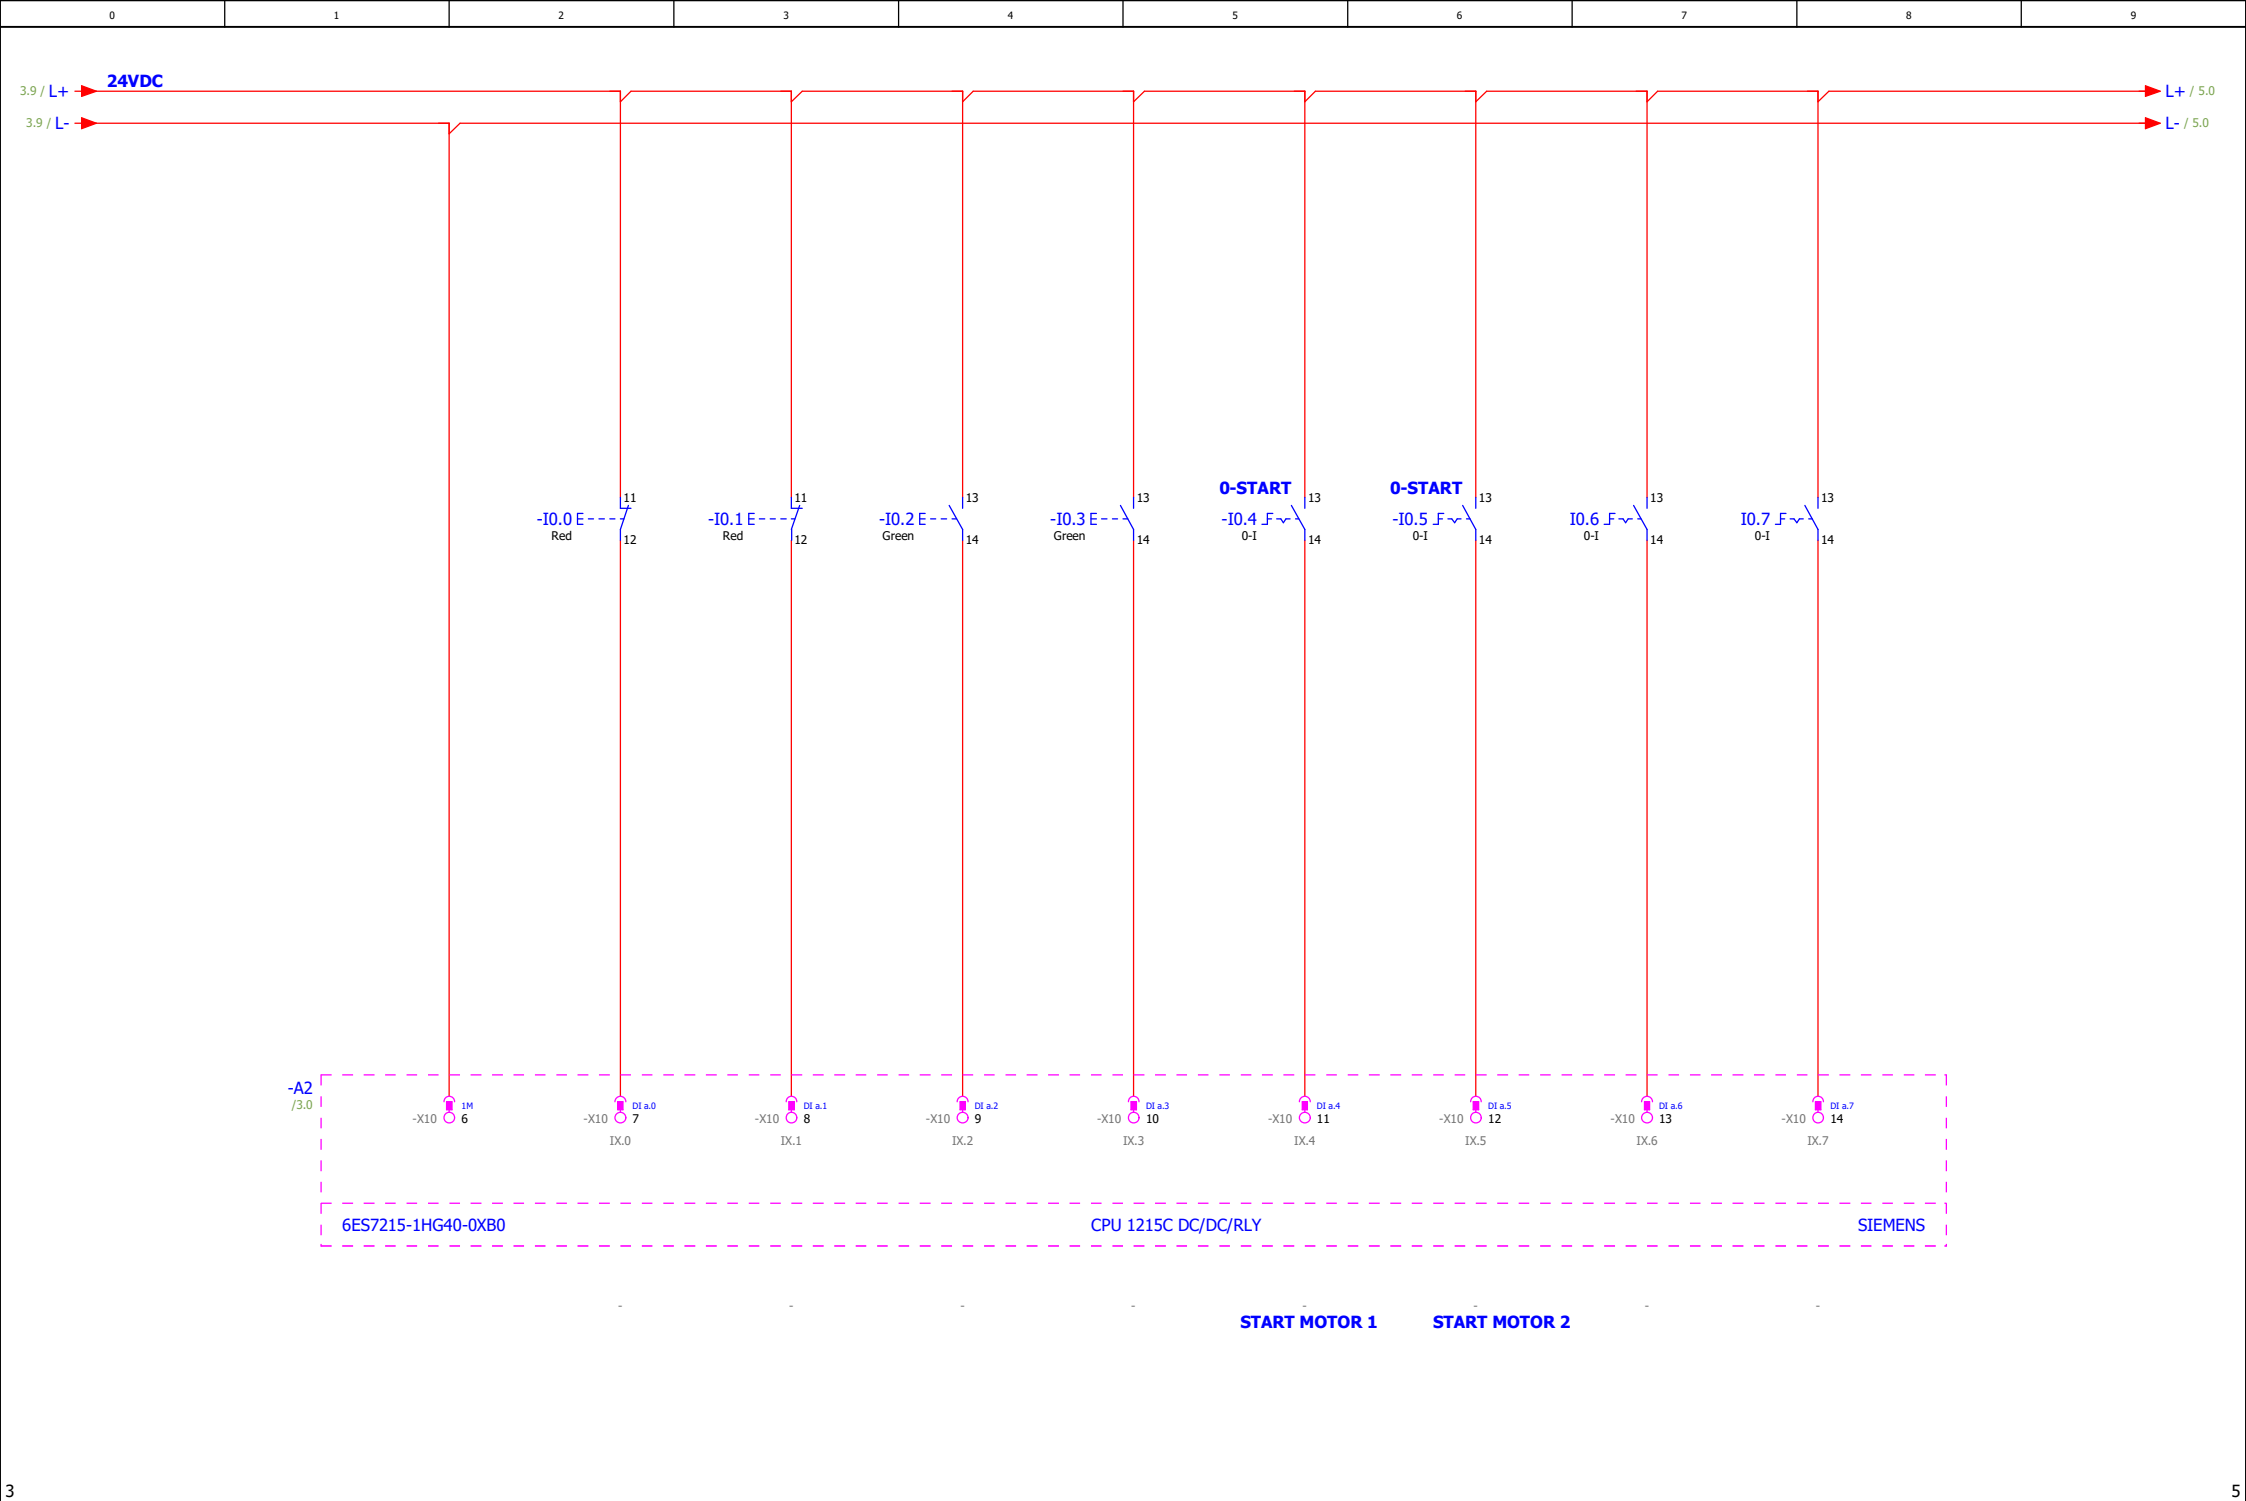 0 1 2 3 4 5 6 7 8 9
24VDC
3.9 / L+ L+ / 5.0
3.9 / L- L- / 5.0
0-START 0-START
11 11 13 13 13 13 13 13
-I0.0 -I0.1 -I0.2 -I0.3 -I0.4 -I0.5 I0.6 I0.7
Red Red Green Green 0-I 0-I 0-I 0-I
12 12 14 14 14 14 14 14
-A2
/3.0
1M DI a.0 DI a.1 DI a.2 DI a.3 DI a.4 DI a.5 DI a.6 DI a.7
-X10 6 -X10 7 -X10 8 -X10 9 -X10 10 -X10 11 -X10 12 -X10 13 -X10 14
IX.0 IX.1 IX.2 IX.3 IX.4 IX.5 IX.6 IX.7
6ES7215-1HG40-0XB0 CPU 1215C DC/DC/RLY SIEMENS
- - - - - - - -
START MOTOR 1 START MOTOR 2
3 5